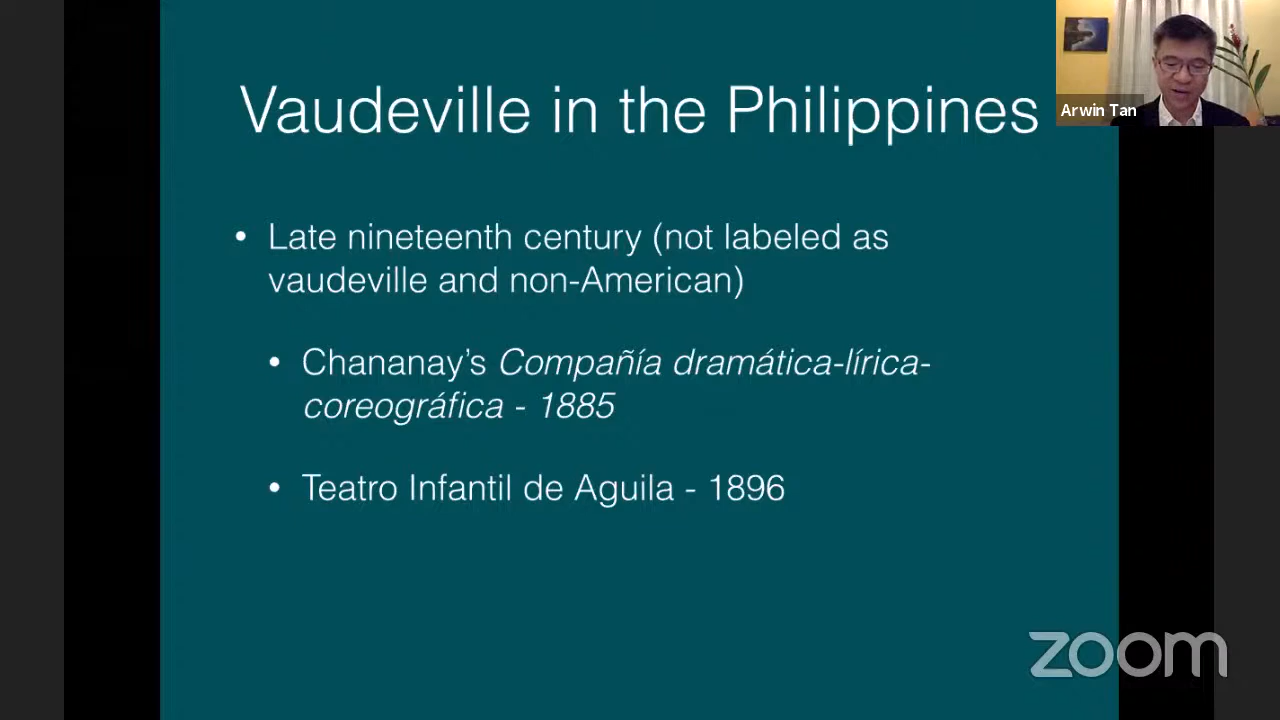 Vaudeville in the Philippines
Arwin Tan
• Late nineteenth century (not labeled as
vaudeville and non-American)
• Chananay’s Compañía dramática-lírica-
coreográfica - 1885
• Teatro Infantil de Aguila - 1896
zoom